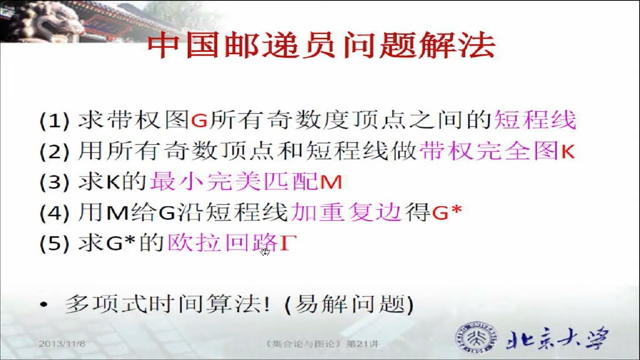 中国邮递员问题解法
(1) 求带权图G所有奇数度顶点之间的短程线
(2) 用所有奇数顶点和短程线做带权完全图K
(3) 求K的最小完美匹配M
(4) 用M给G沿短程线加重复边得G*
(5) 求G*的欧拉回路Γ
• 多项式时间算法! (易解问题)
2013/11/8
《集合论与图论》第21讲
北京大学